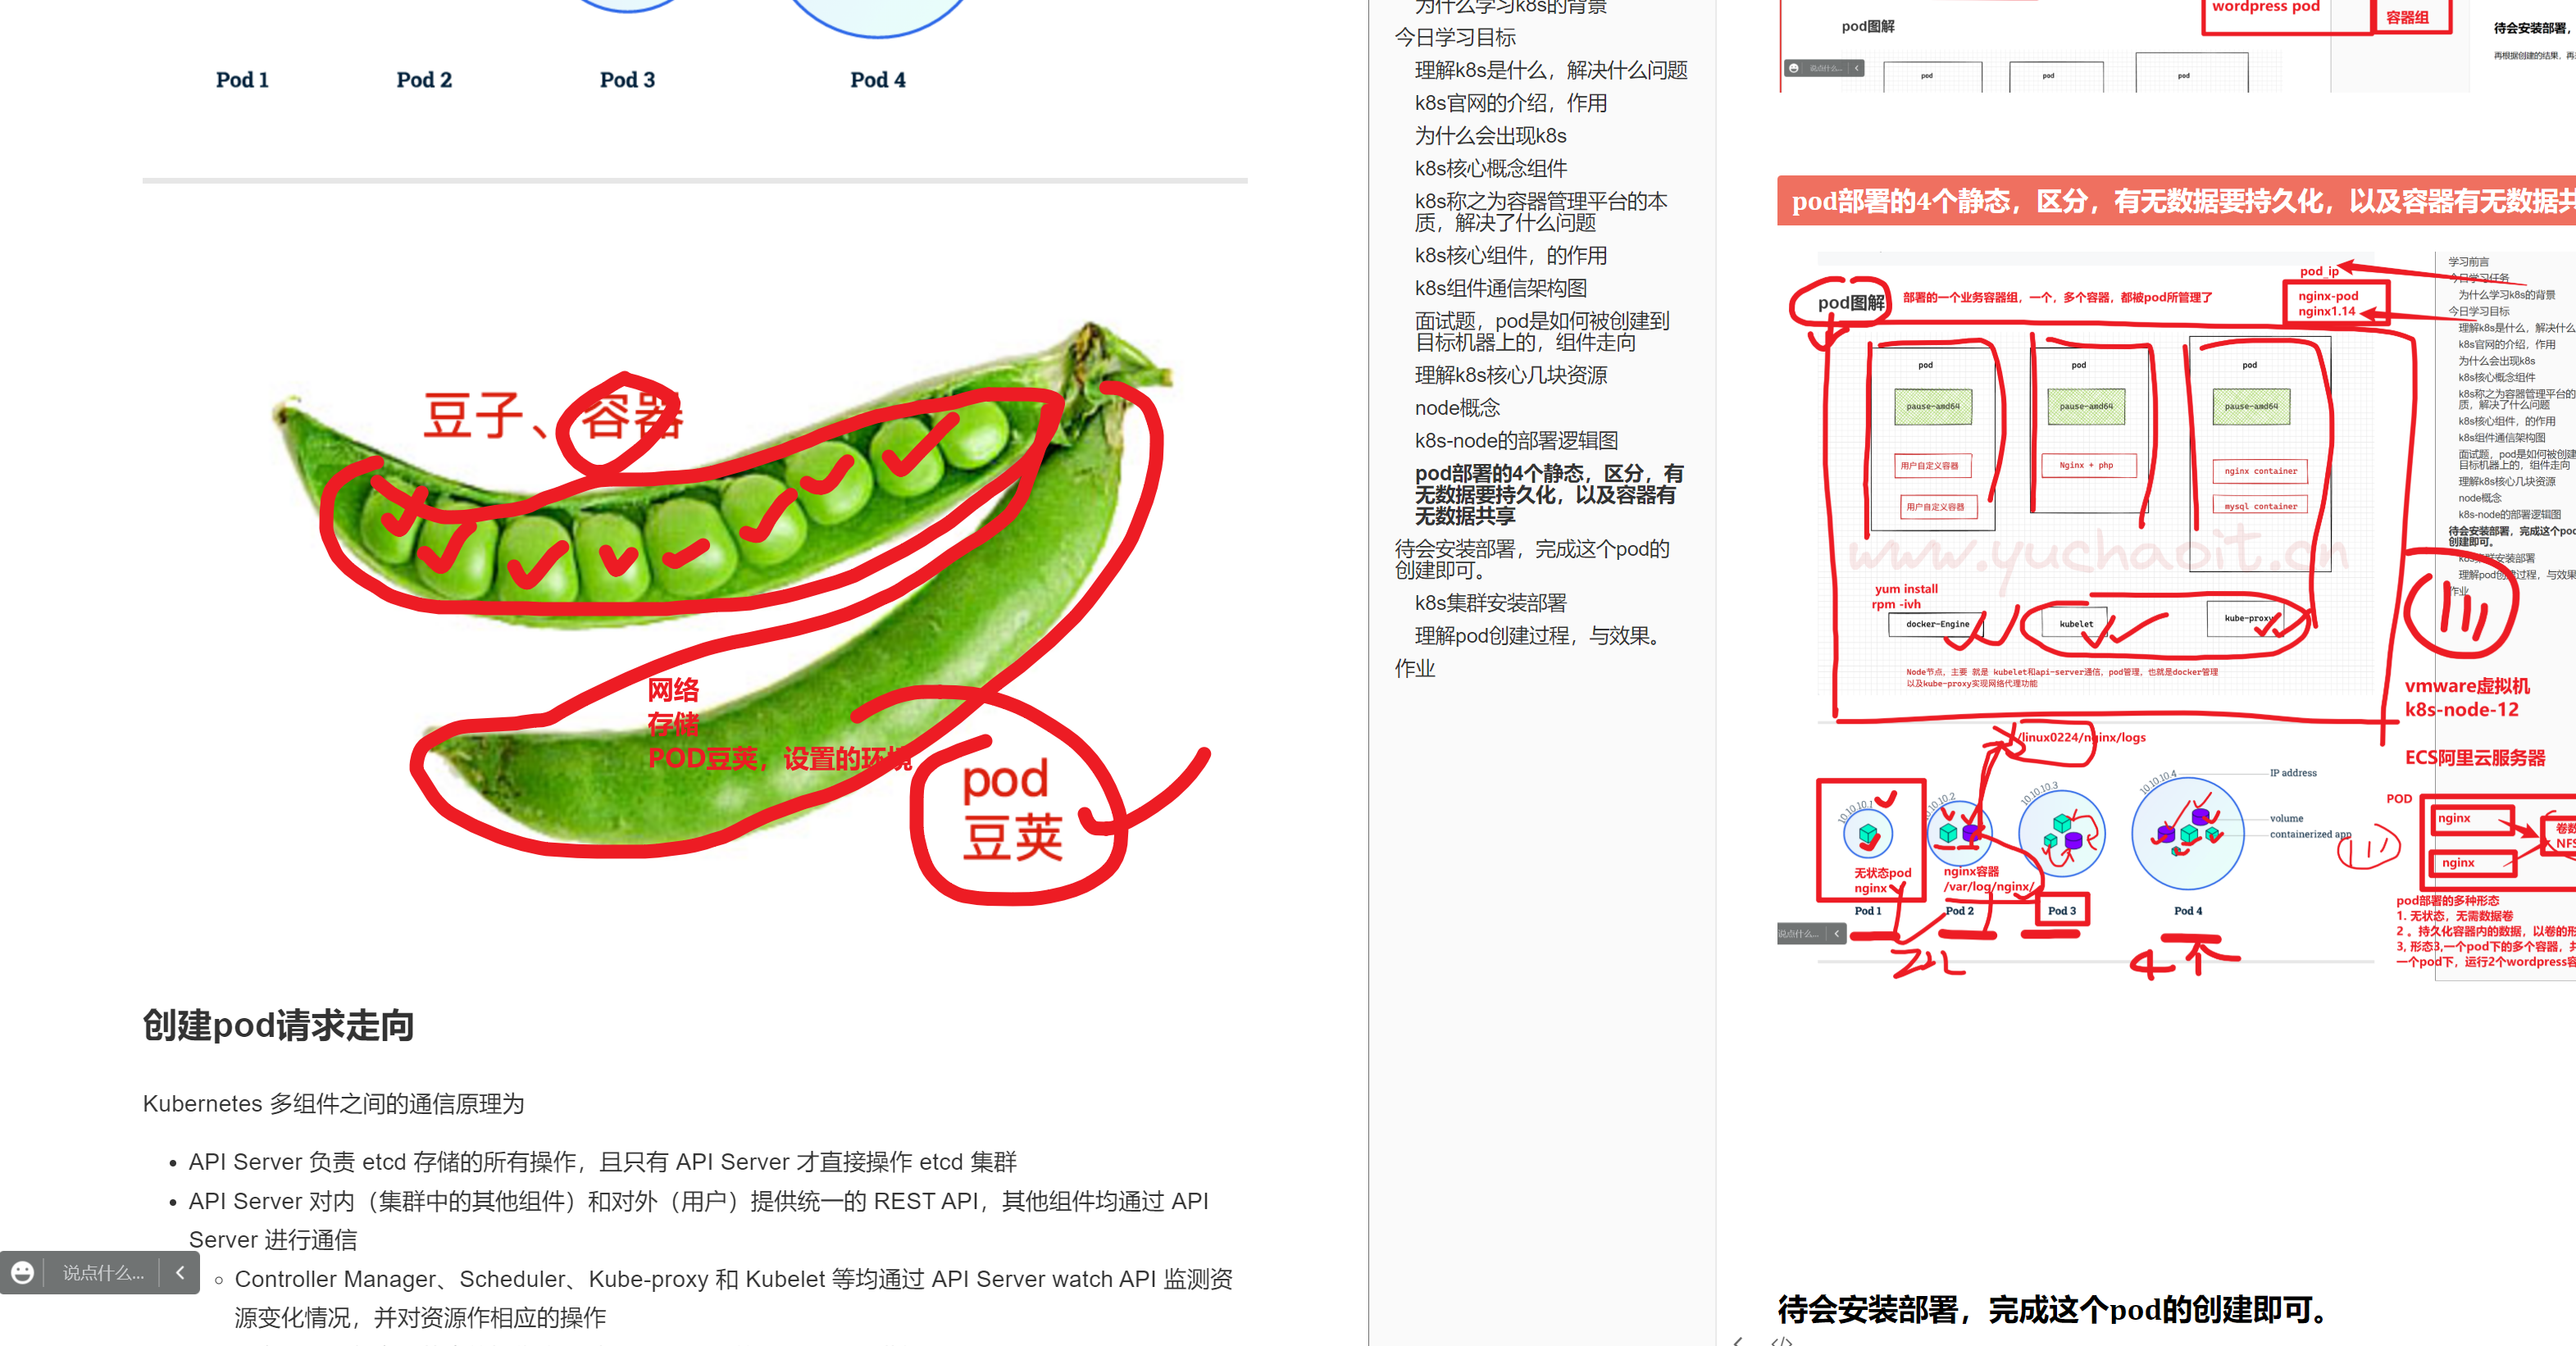 Pod 1
Pod 2
Pod 3
Pod 4
豆子、容器
网络
存储
POD豆荚，设置的环境
pod
豆荚
创建pod请求走向
Kubernetes 多组件之间的通信原理为
API Server 负责 etcd 存储的所有操作，且只有 API Server 才直接操作 etcd 集群
API Server 对内（集群中的其他组件）和对外（用户）提供统一的 REST API，其他组件均通过 API
Server 进行通信
说点什么...
Controller Manager、Scheduler、Kube-proxy 和 Kubelet 等均通过 API Server watch API 监测资
源变化情况，并对资源作相应的操作
为什么学习k8s的背景
今日学习目标
理解k8s是什么，解决什么问题
k8s官网的介绍，作用
为什么会出现k8s
k8s核心概念组件
k8s称之为容器管理平台的本
质，解决了什么问题
k8s核心组件，的作用
k8s组件通信架构图
面试题，pod是如何被创建到
目标机器上的，组件走向
理解k8s核心几块资源
node概念
k8s-node的部署逻辑图
pod部署的4个静态，区分，有
无数据要持久化，以及容器有
无数据共享
待会安装部署，完成这个pod的
创建即可。
k8s集群安装部署
理解pod创建过程，与效果。
作业
wordpress pod
容器组
pod图解
待会安装部署，
再根据创建的结果，再
说点什么...
pod
pod
pod
pod部署的4个静态，区分，有无数据要持久化，以及容器有无数据共
pod_ip
nginx-pod
nginx1.14
pod图解
部署的一个业务容器组，一个，多个容器，都被pod所管理了
pod
pod
pod
pause-amd64
pause-amd64
pause-amd64
用户自定义容器
Nginx + php
nginx container
用户自定义容器
mysql container
www.yuchaoit.cn
yum install
rpm -ivh
docker-Engine
kubelet
kube-proxy
Node节点，主要 就是 kubelet和api-server通信，pod管理，也就是docker管理
以及kube-proxy实现网络代理功能
/linux0224/nginx/logs
10.10.10.1
10.10.10.2
10.10.10.3
10.10.10.4
IP address
volume
containerized app
无状态pod
nginx
nginx容器
/var/log/nginx/
Pod 1
Pod 2
Pod 3
Pod 4
说点什么...
4个
学习前言
今日学习任务
为什么学习k8s的背景
今日学习目标
理解k8s是什么，解决什么
k8s官网的介绍，作用
为什么会出现k8s
k8s核心概念组件
k8s称之为容器管理平台的
质，解决了什么问题
k8s核心组件，的作用
k8s组件通信架构图
面试题，pod是如何被创建
目标机器上的，组件走向
理解k8s核心几块资源
node概念
k8s-node的部署逻辑图
待会安装部署，完成这个pod
创建即可。
k8s集群安装部署
理解pod创建过程，与效果
作业
vmware虚拟机
k8s-node-12
ECS阿里云服务器
POD
nginx
nginx
卷数
NFS
pod部署的多种形态
1. 无状态，无需数据卷
2 。持久化容器内的数据，以卷的形
3, 形态3,一个pod下的多个容器，共
一个pod下，运行2个wordpress容
待会安装部署，完成这个pod的创建即可。